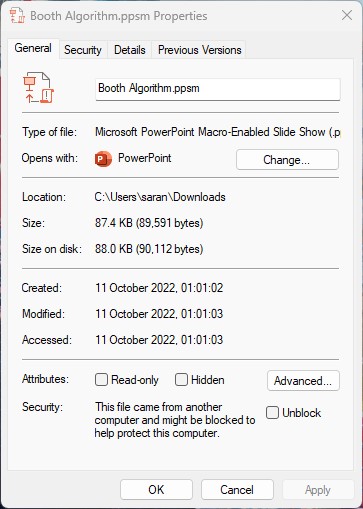 Booth Algorithm.ppsm Properties
General Security Details Previous Versions
Booth Algorithm.ppsm
Type of file: Microsoft PowerPoint Macro-Enabled Slide Show (.p
Opens with: PowerPoint Change...
Location: C:\Users\saran\Downloads
Size: 87.4 KB (89,591 bytes)
Size on disk: 88.0 KB (90,112 bytes)
Created: 11 October 2022, 01:01:02
Modified: 11 October 2022, 01:01:03
Accessed: 11 October 2022, 01:01:03
Attributes: Read-only Hidden Advanced...
Security: This file came from another
computer and might be blocked to
help protect this computer.
Unblock
OK Cancel Apply